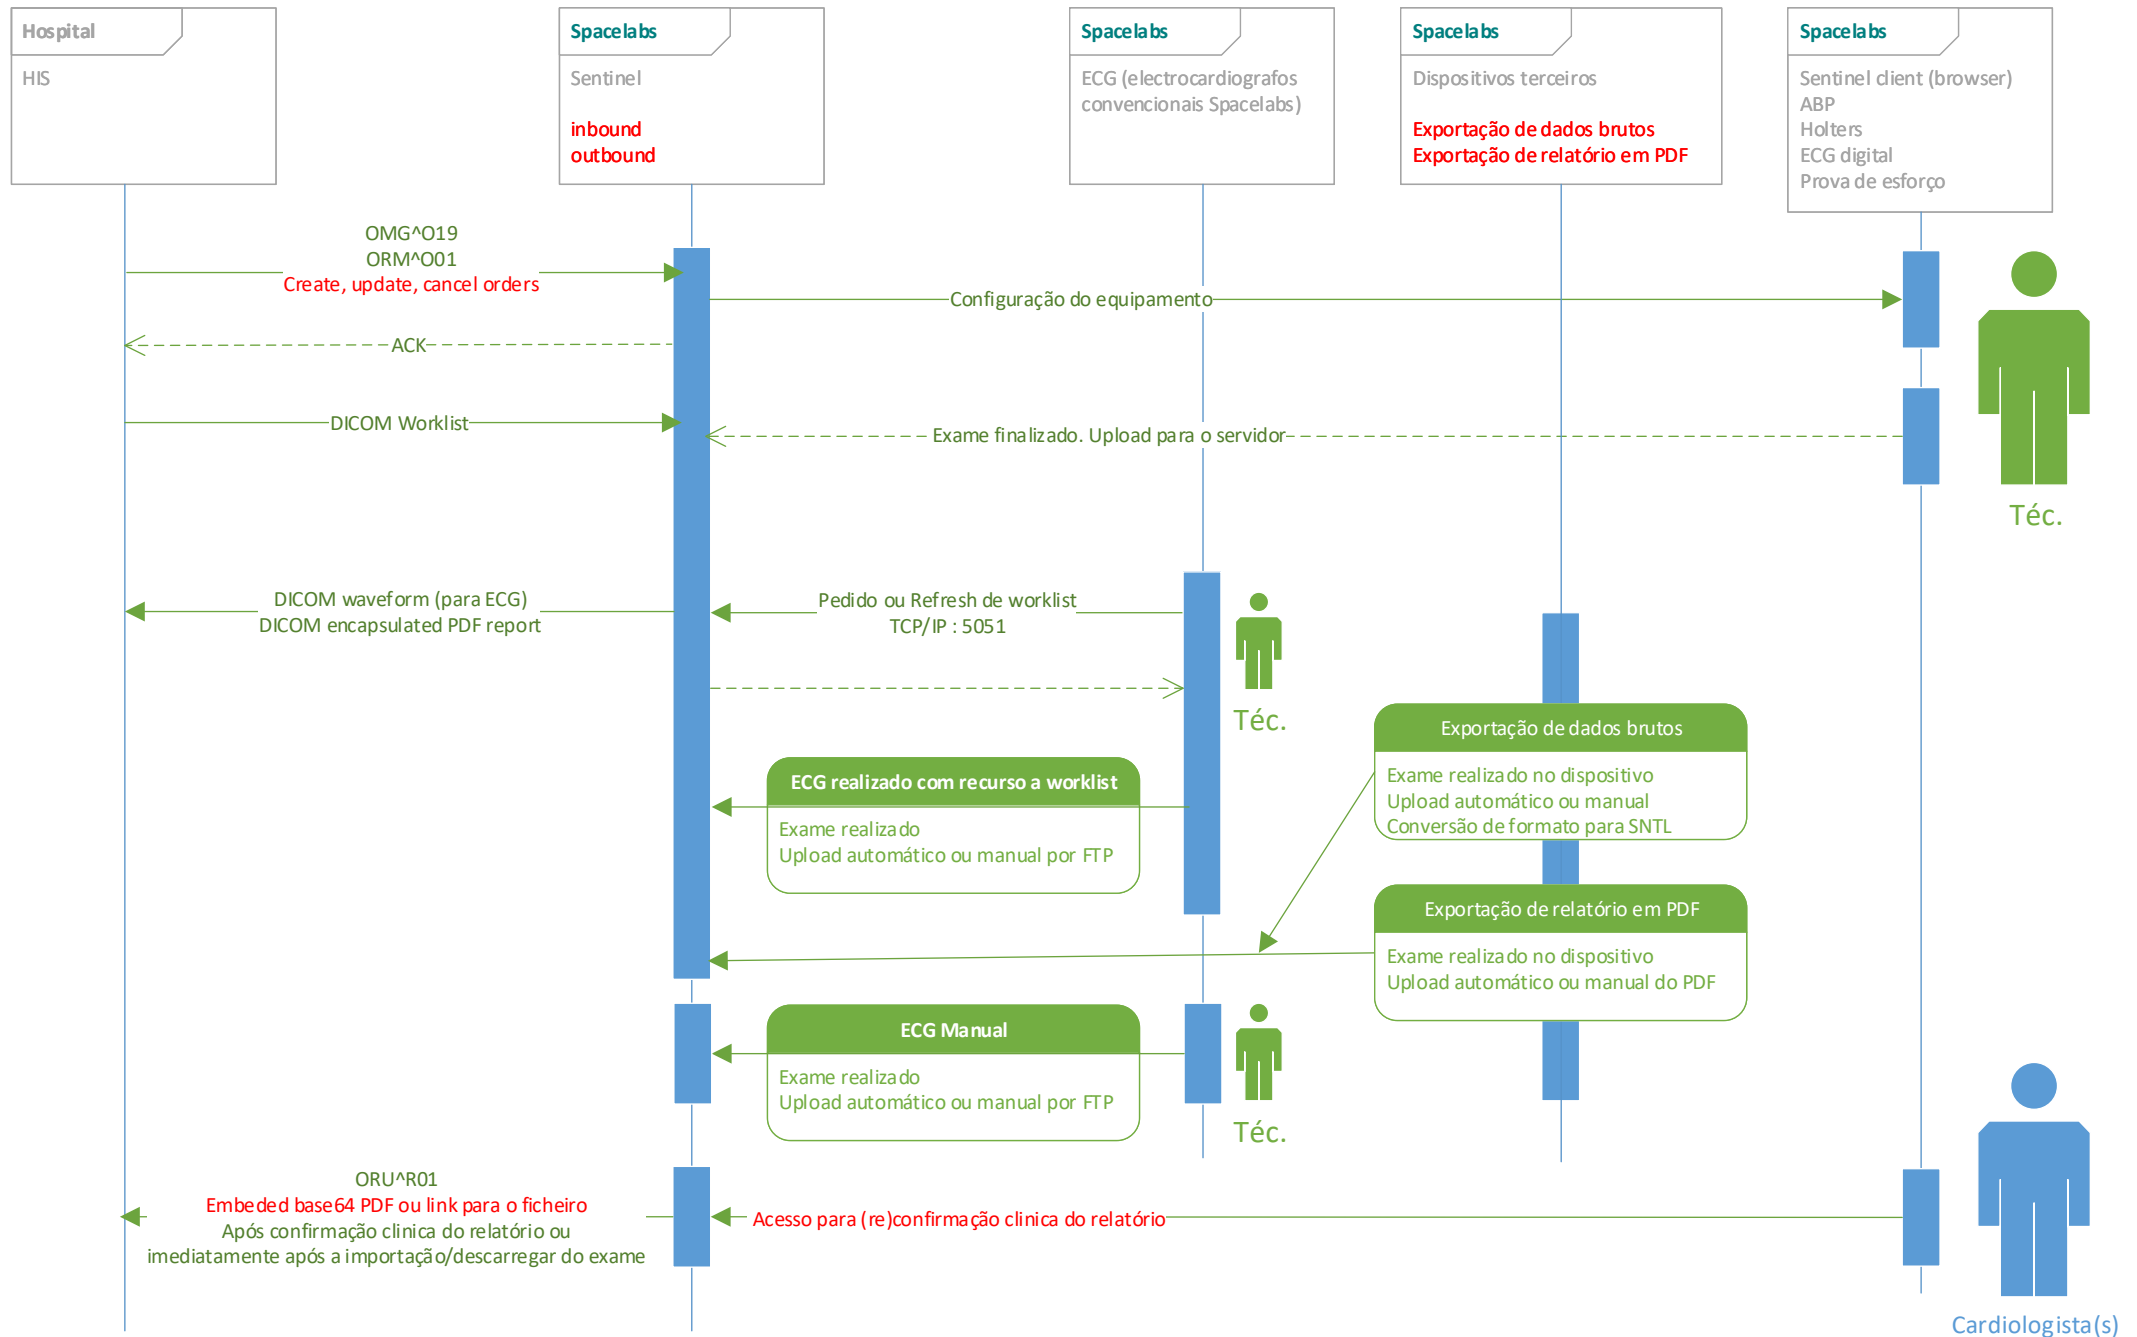 Hospital
HIS
Spacelabs
Sentinel
inbound
outbound
Spacelabs
ECG (electrocardiografos
convencionais Spacelabs)
Spacelabs
Dispositivos terceiros
Exportação de dados brutos
Exportação de relatório em PDF
Spacelabs
Sentinel client (browser)
ABP
Holters
ECG digital
Prova de esforço
OMG^O19
ORM^O01
Create, update, cancel orders
Configuração do equipamento
ACK
DICOM Worklist
Exame finalizado. Upload para o servidor
Téc.
DICOM waveform (para ECG)
DICOM encapsulated PDF report
Pedido ou Refresh de worklist
TCP/IP : 5051
Téc.
Exportação de dados brutos
Exame realizado no dispositivo
Upload automático ou manual
Conversão de formato para SNTL
ECG realizado com recurso a worklist
Exame realizado
Upload automático ou manual por FTP
Exportação de relatório em PDF
Exame realizado no dispositivo
Upload automático ou manual do PDF
ECG Manual
Exame realizado
Upload automático ou manual por FTP
Téc.
ORU^R01
Embeded base64 PDF ou link para o ficheiro
Após confirmação clinica do relatório ou
imediatamente após a importação/descarregar do exame
Acesso para (re)confirmação clinica do relatório
Cardiologista(s)